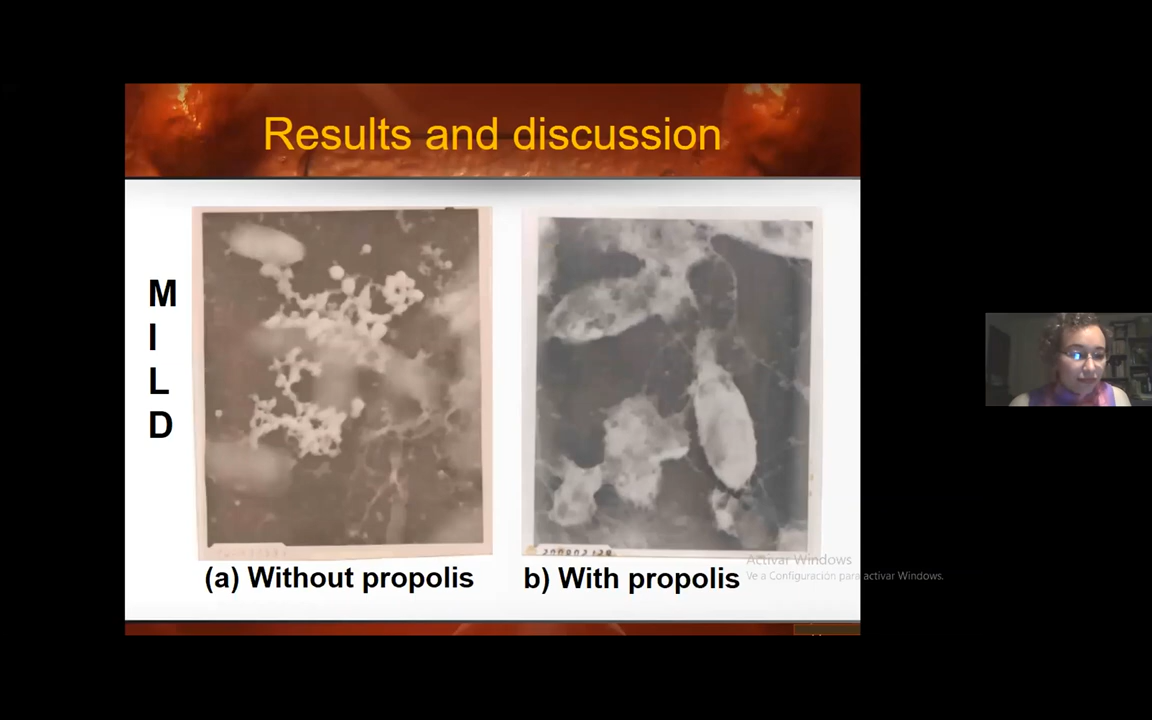 Results and discussion
M
I
L
D
(a) Without propolis
b) With propolis
Activar Windows
Ve a Configuración para activar Windows.